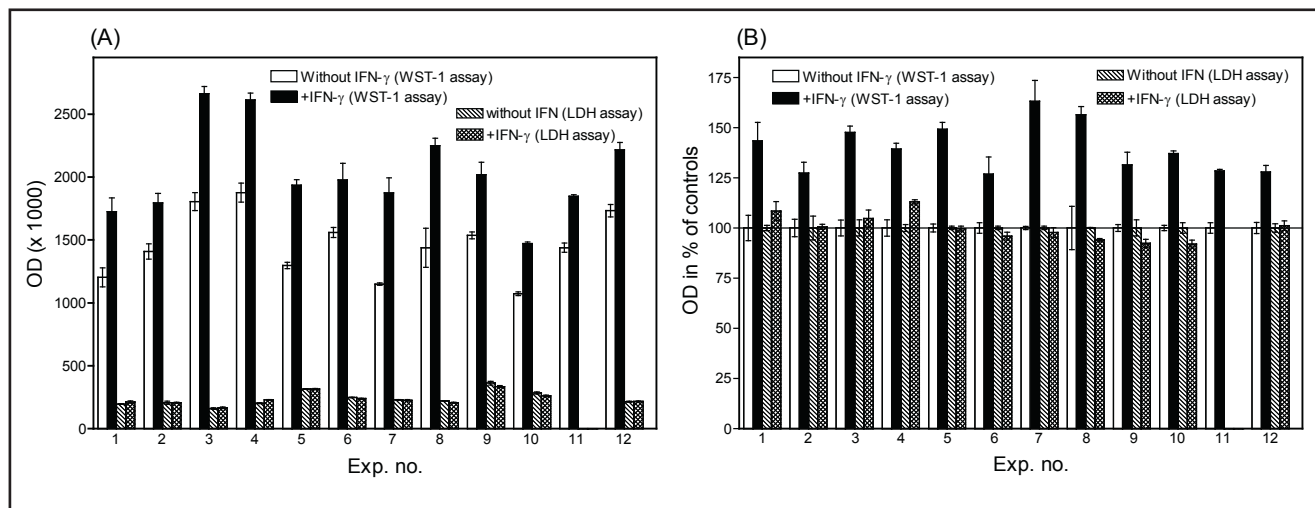 (A)
Without IFN-γ (WST-1 assay)
+IFN-γ (WST-1 assay)
without IFN (LDH assay)
+IFN-γ (LDH assay)
OD (x 1000)
2500
2000
1500
1000
500
0
1 2 3 4 5 6 7 8 9 10 11 12
Exp. no.
(B)
Without IFN-γ (WST-1 assay)
+IFN-γ (WST-1 assay)
Without IFN (LDH assay)
+IFN-γ (LDH assay)
OD in % of controls
175
150
125
100
75
50
25
0
1 2 3 4 5 6 7 8 9 10 11 12
Exp. no.